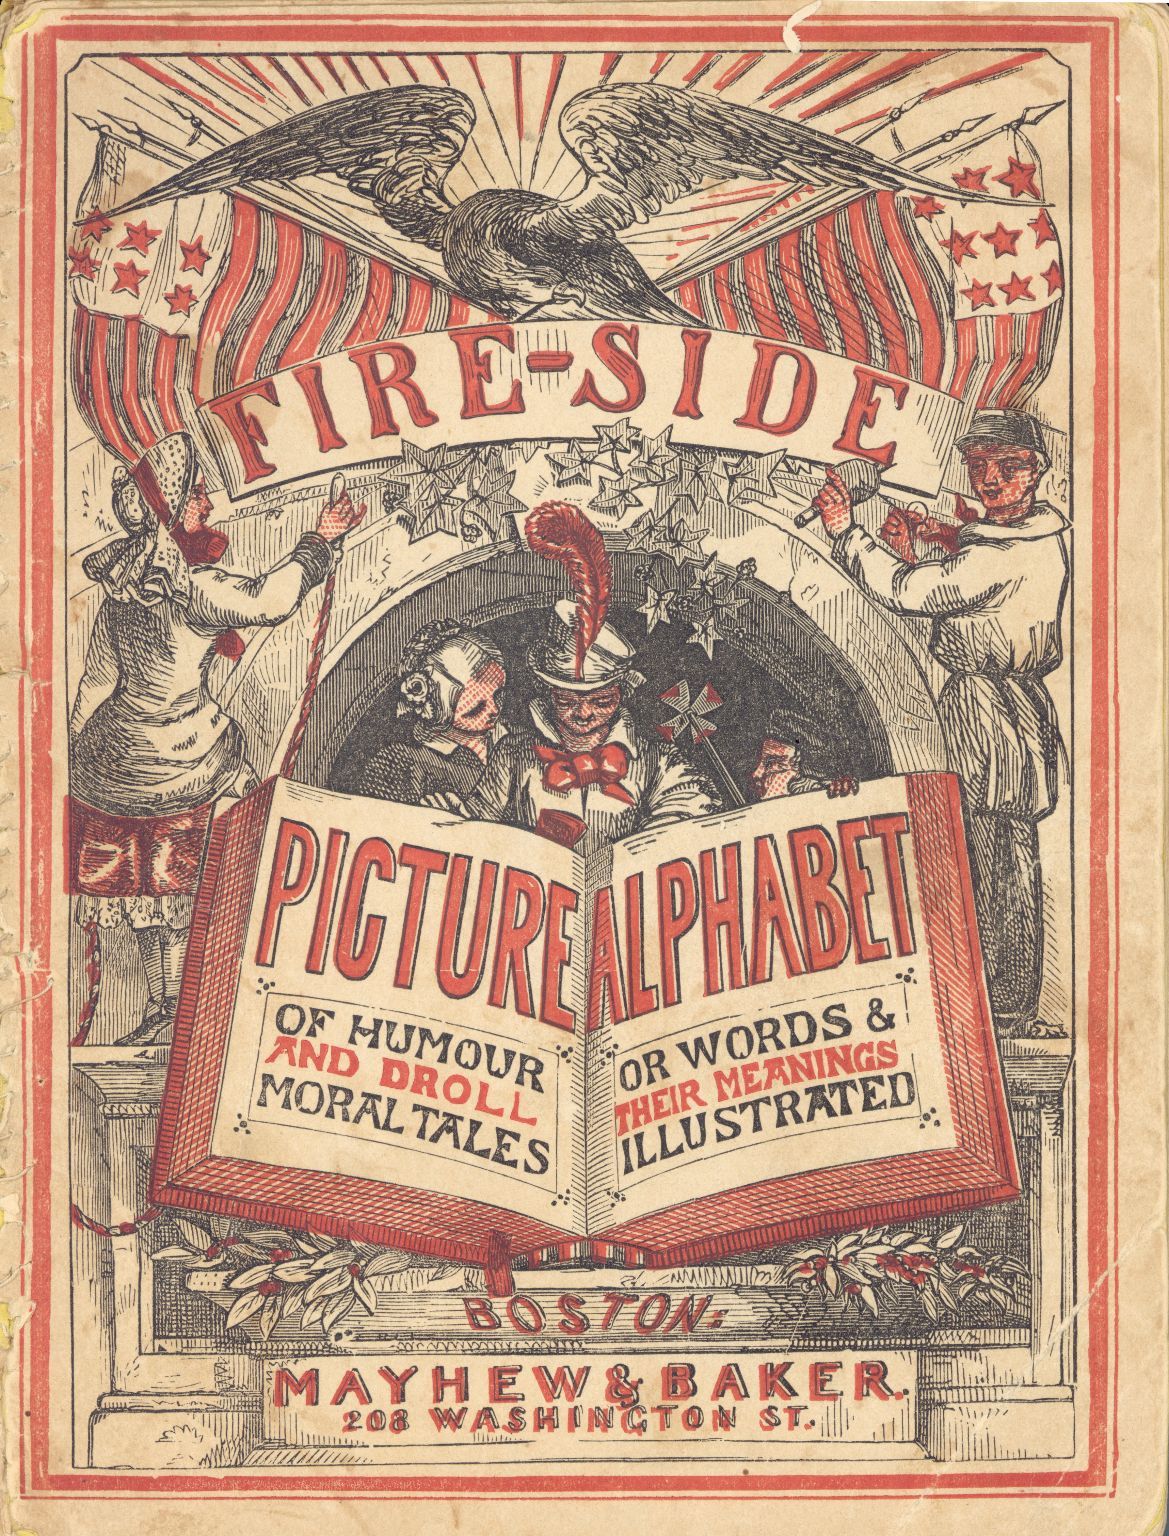 FIRE-SIDE
PICTURE ALPHABET
OF HUMOUR
AND DROLL
MORAL TALES
OR WORDS &
THEIR MEANINGS
ILLUSTRATED
BOSTON:
MAYHEW & BAKER.
208 WASHINGTON ST.